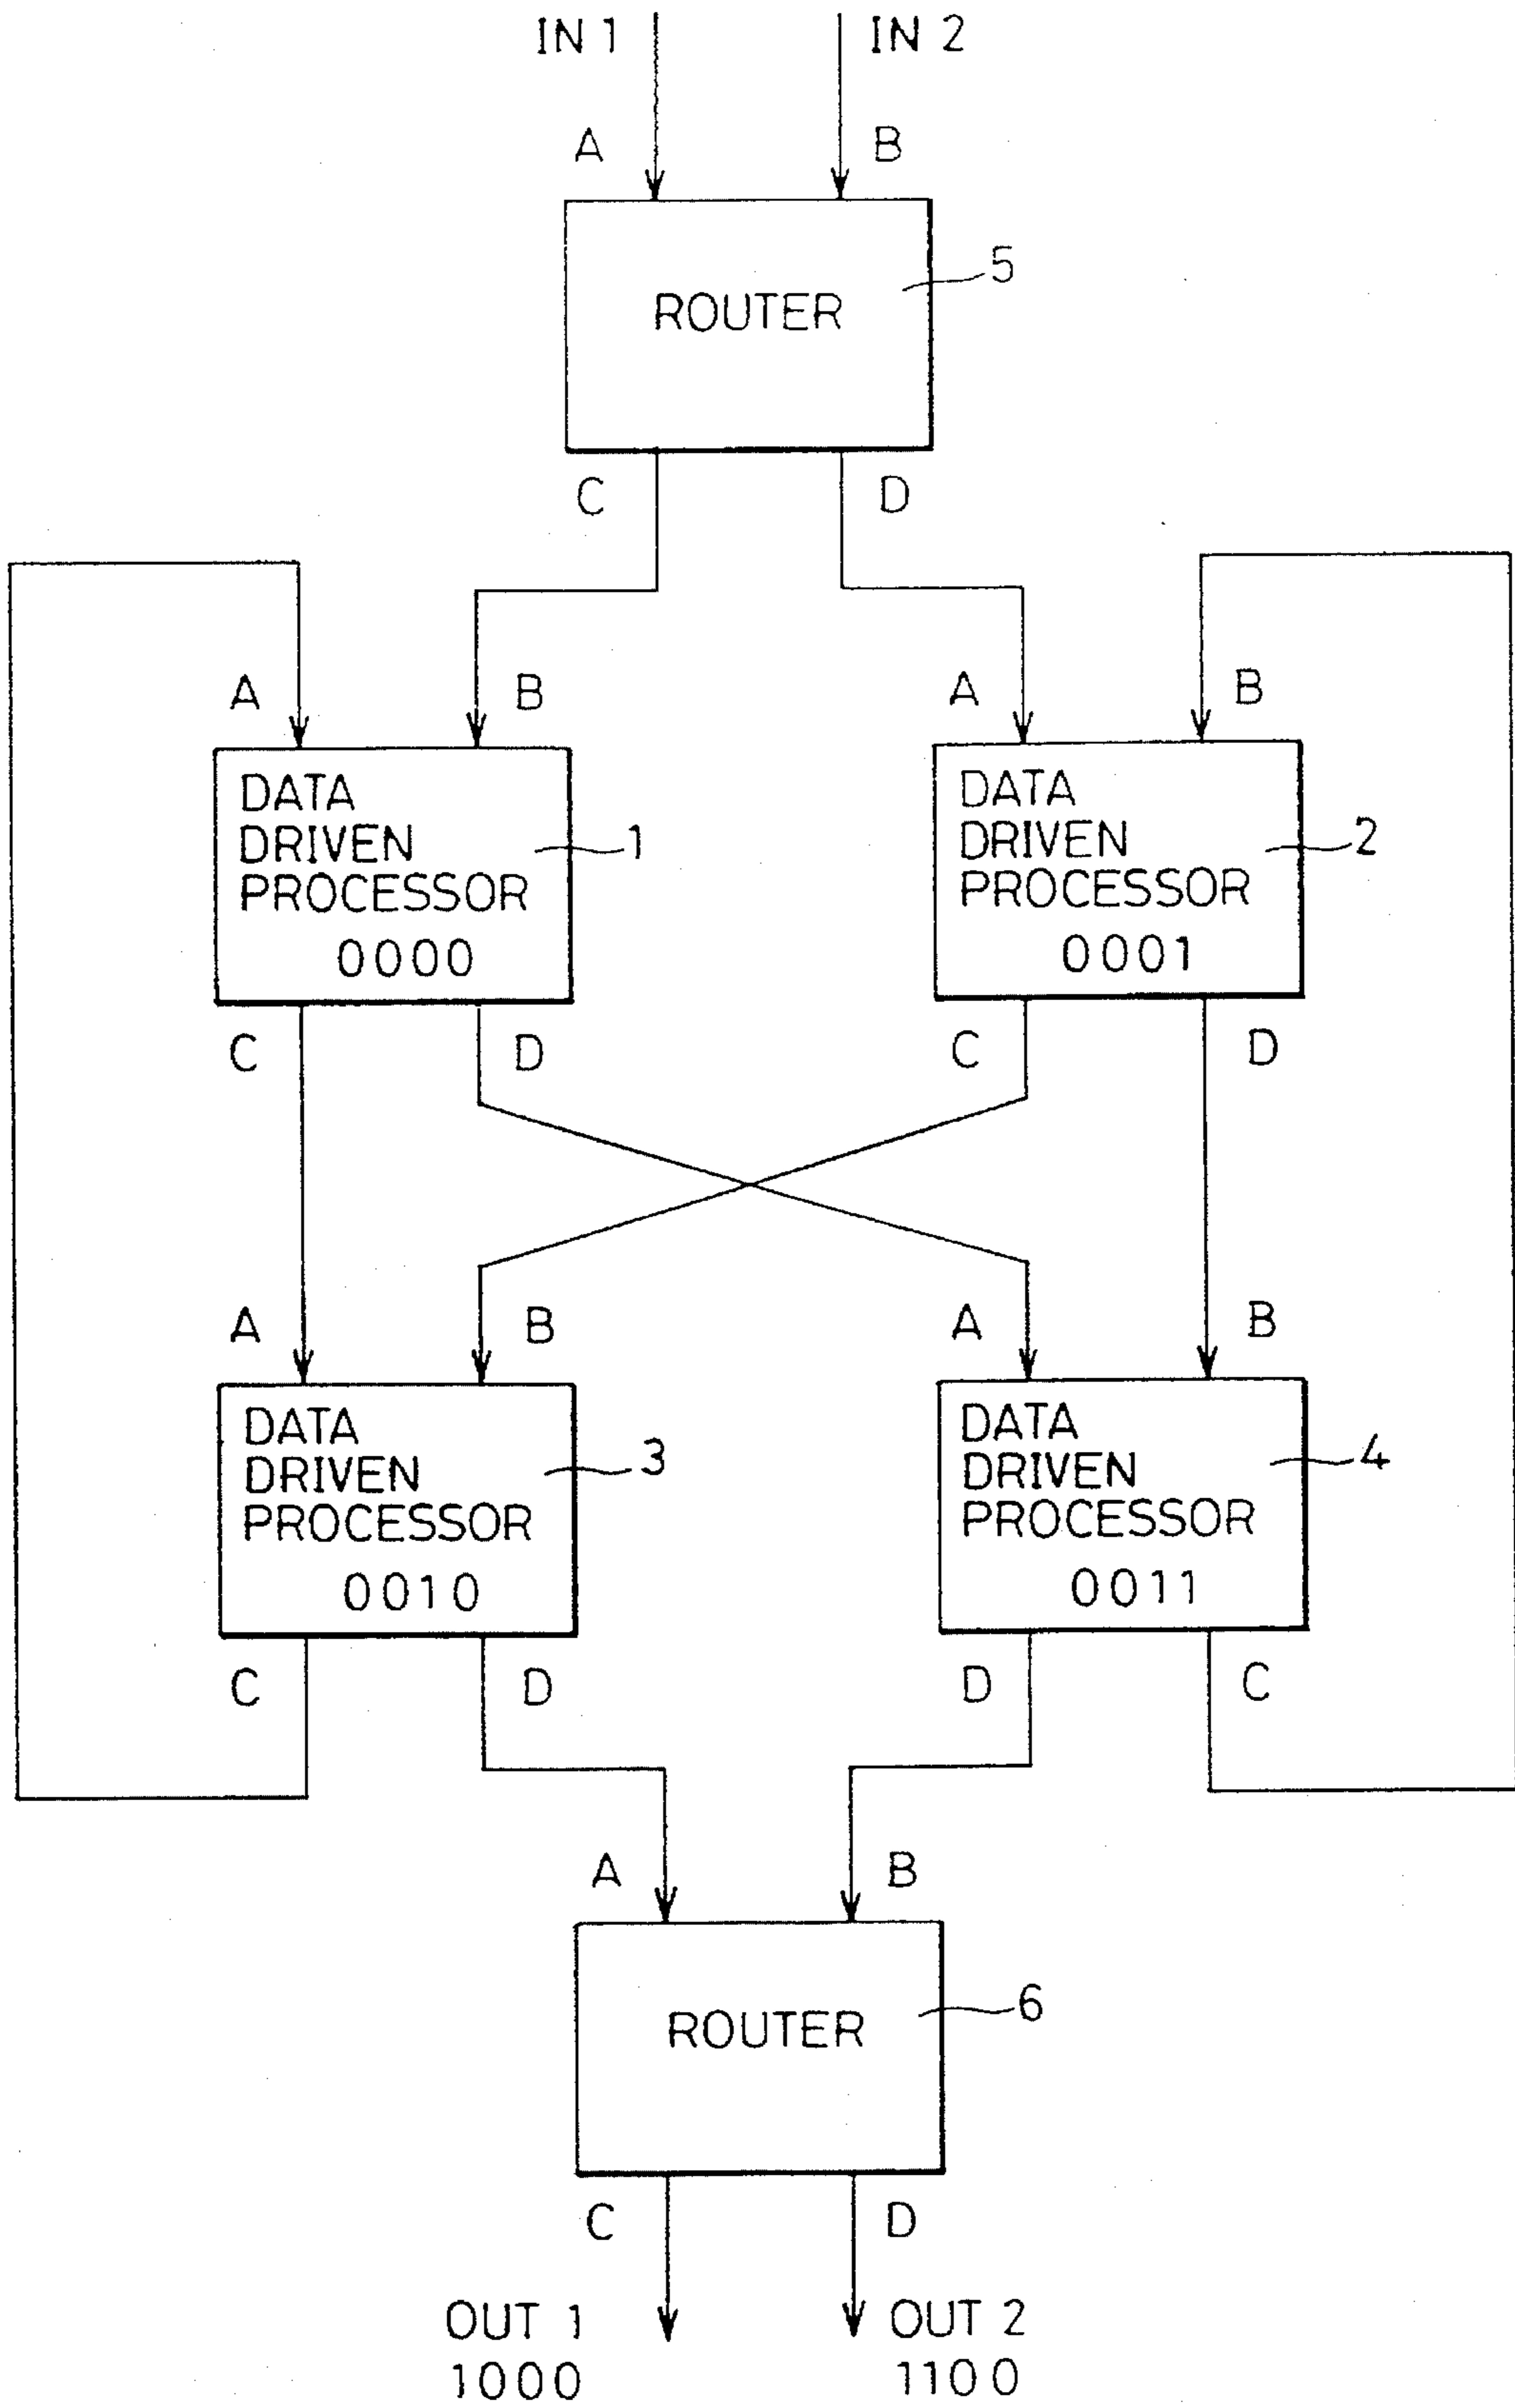 IN 1 IN 2
A B
ROUTER 5
C D
A B A B
DATA
DRIVEN
PROCESSOR
0000
1
DATA
DRIVEN
PROCESSOR
0001
2
C D C D
A B A B
DATA
DRIVEN
PROCESSOR
0010
3
DATA
DRIVEN
PROCESSOR
0011
4
C D D C
A B
ROUTER 6
C D
OUT 1 OUT 2
1000 1100